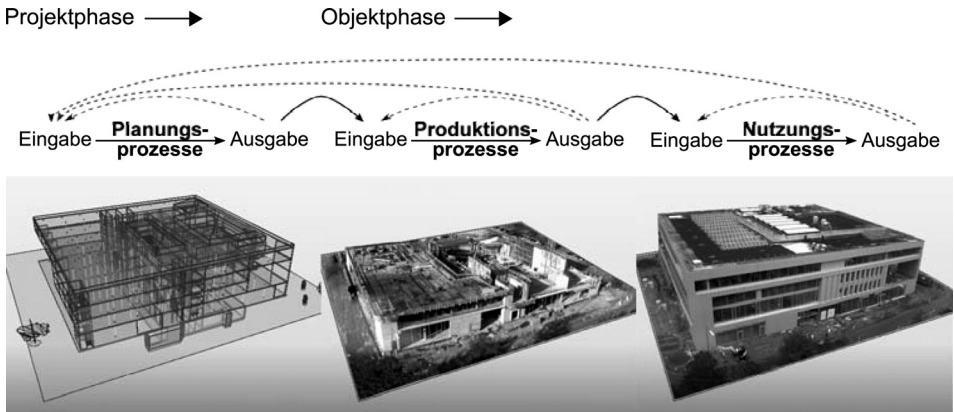 Projektphase Objektphase
Eingabe Planungs- Ausgabe Eingabe Produktions- Ausgabe Eingabe Nutzungs- Ausgabe
prozesse prozesse prozesse